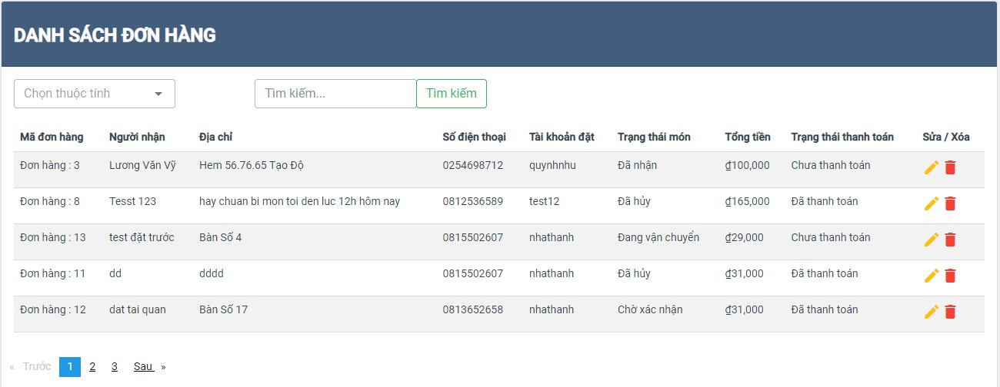 DANH SÁCH ĐƠN HÀNG
Chọn thuộc tính Tìm kiếm... Tìm kiếm
Mã đơn hàng Người nhận Địa chỉ Số điện thoại Tài khoản đặt Trạng thái món Tổng tiền Trạng thái thanh toán Sửa / Xóa
Đơn hàng : 3 Lương Văn Vỹ Hem 56.76.65 Tạo Độ 0254698712 quynhnhu Đã nhận ₫100,000 Chưa thanh toán
Đơn hàng : 8 Tesst 123 hay chuan bi mon toi den luc 12h hôm nay 0812536589 test12 Đã hủy ₫165,000 Đã thanh toán
Đơn hàng : 13 test đặt trước Bàn Số 4 0815502607 nhathanh Đang vận chuyển ₫29,000 Chưa thanh toán
Đơn hàng : 11 dd dddd 0815502607 nhathanh Đã hủy ₫31,000 Đã thanh toán
Đơn hàng : 12 dat tai quan Bàn Số 17 0813652658 nhathanh Chờ xác nhận ₫31,000 Đã thanh toán
« Trước 1 2 3 Sau »